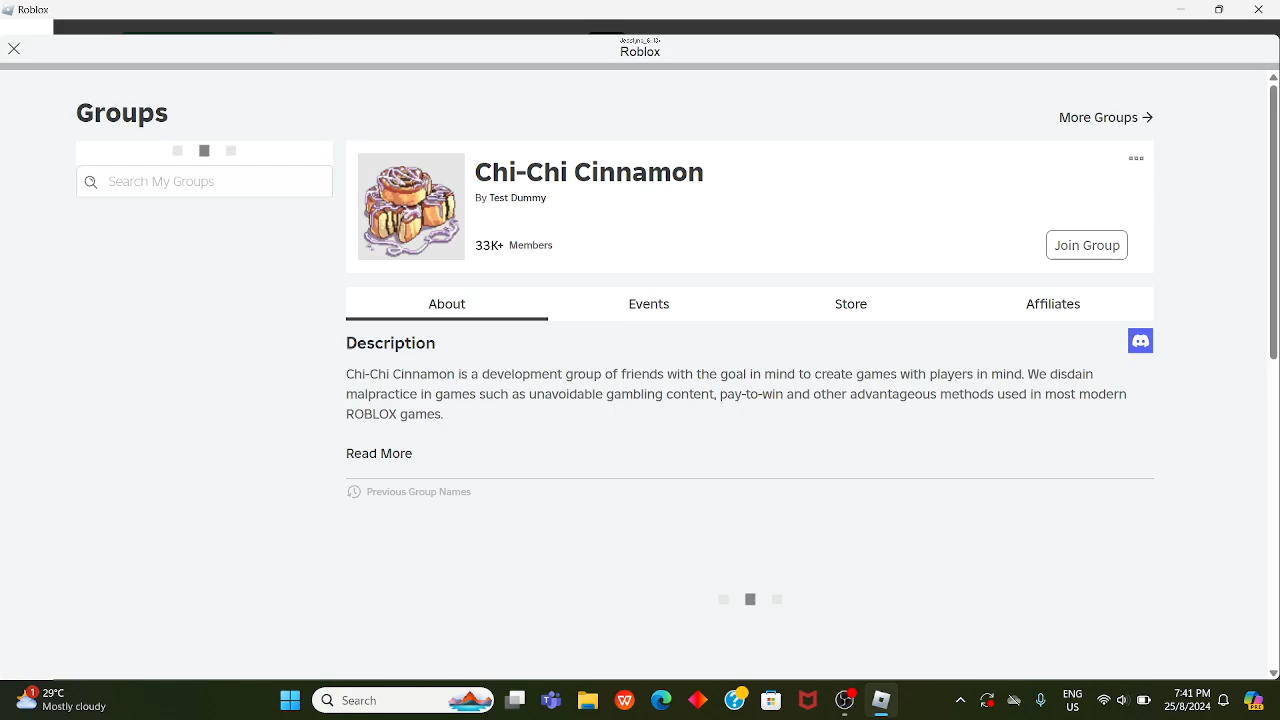 Roblox
Roblox
Groups
More Groups →
Search My Groups
Chi-Chi Cinnamon
By Test Dummy
33K+ Members
Join Group
About
Events
Store
Affiliates
Description
Chi-Chi Cinnamon is a development group of friends with the goal in mind to create games with players in mind. We disdain
malpractice in games such as unavoidable gambling content, pay-to-win and other advantageous methods used in most modern
ROBLOX games.
Read More
Previous Group Names
1
29°C
Mostly cloudy
Search
ENG
US
7:41 PM
25/8/2024